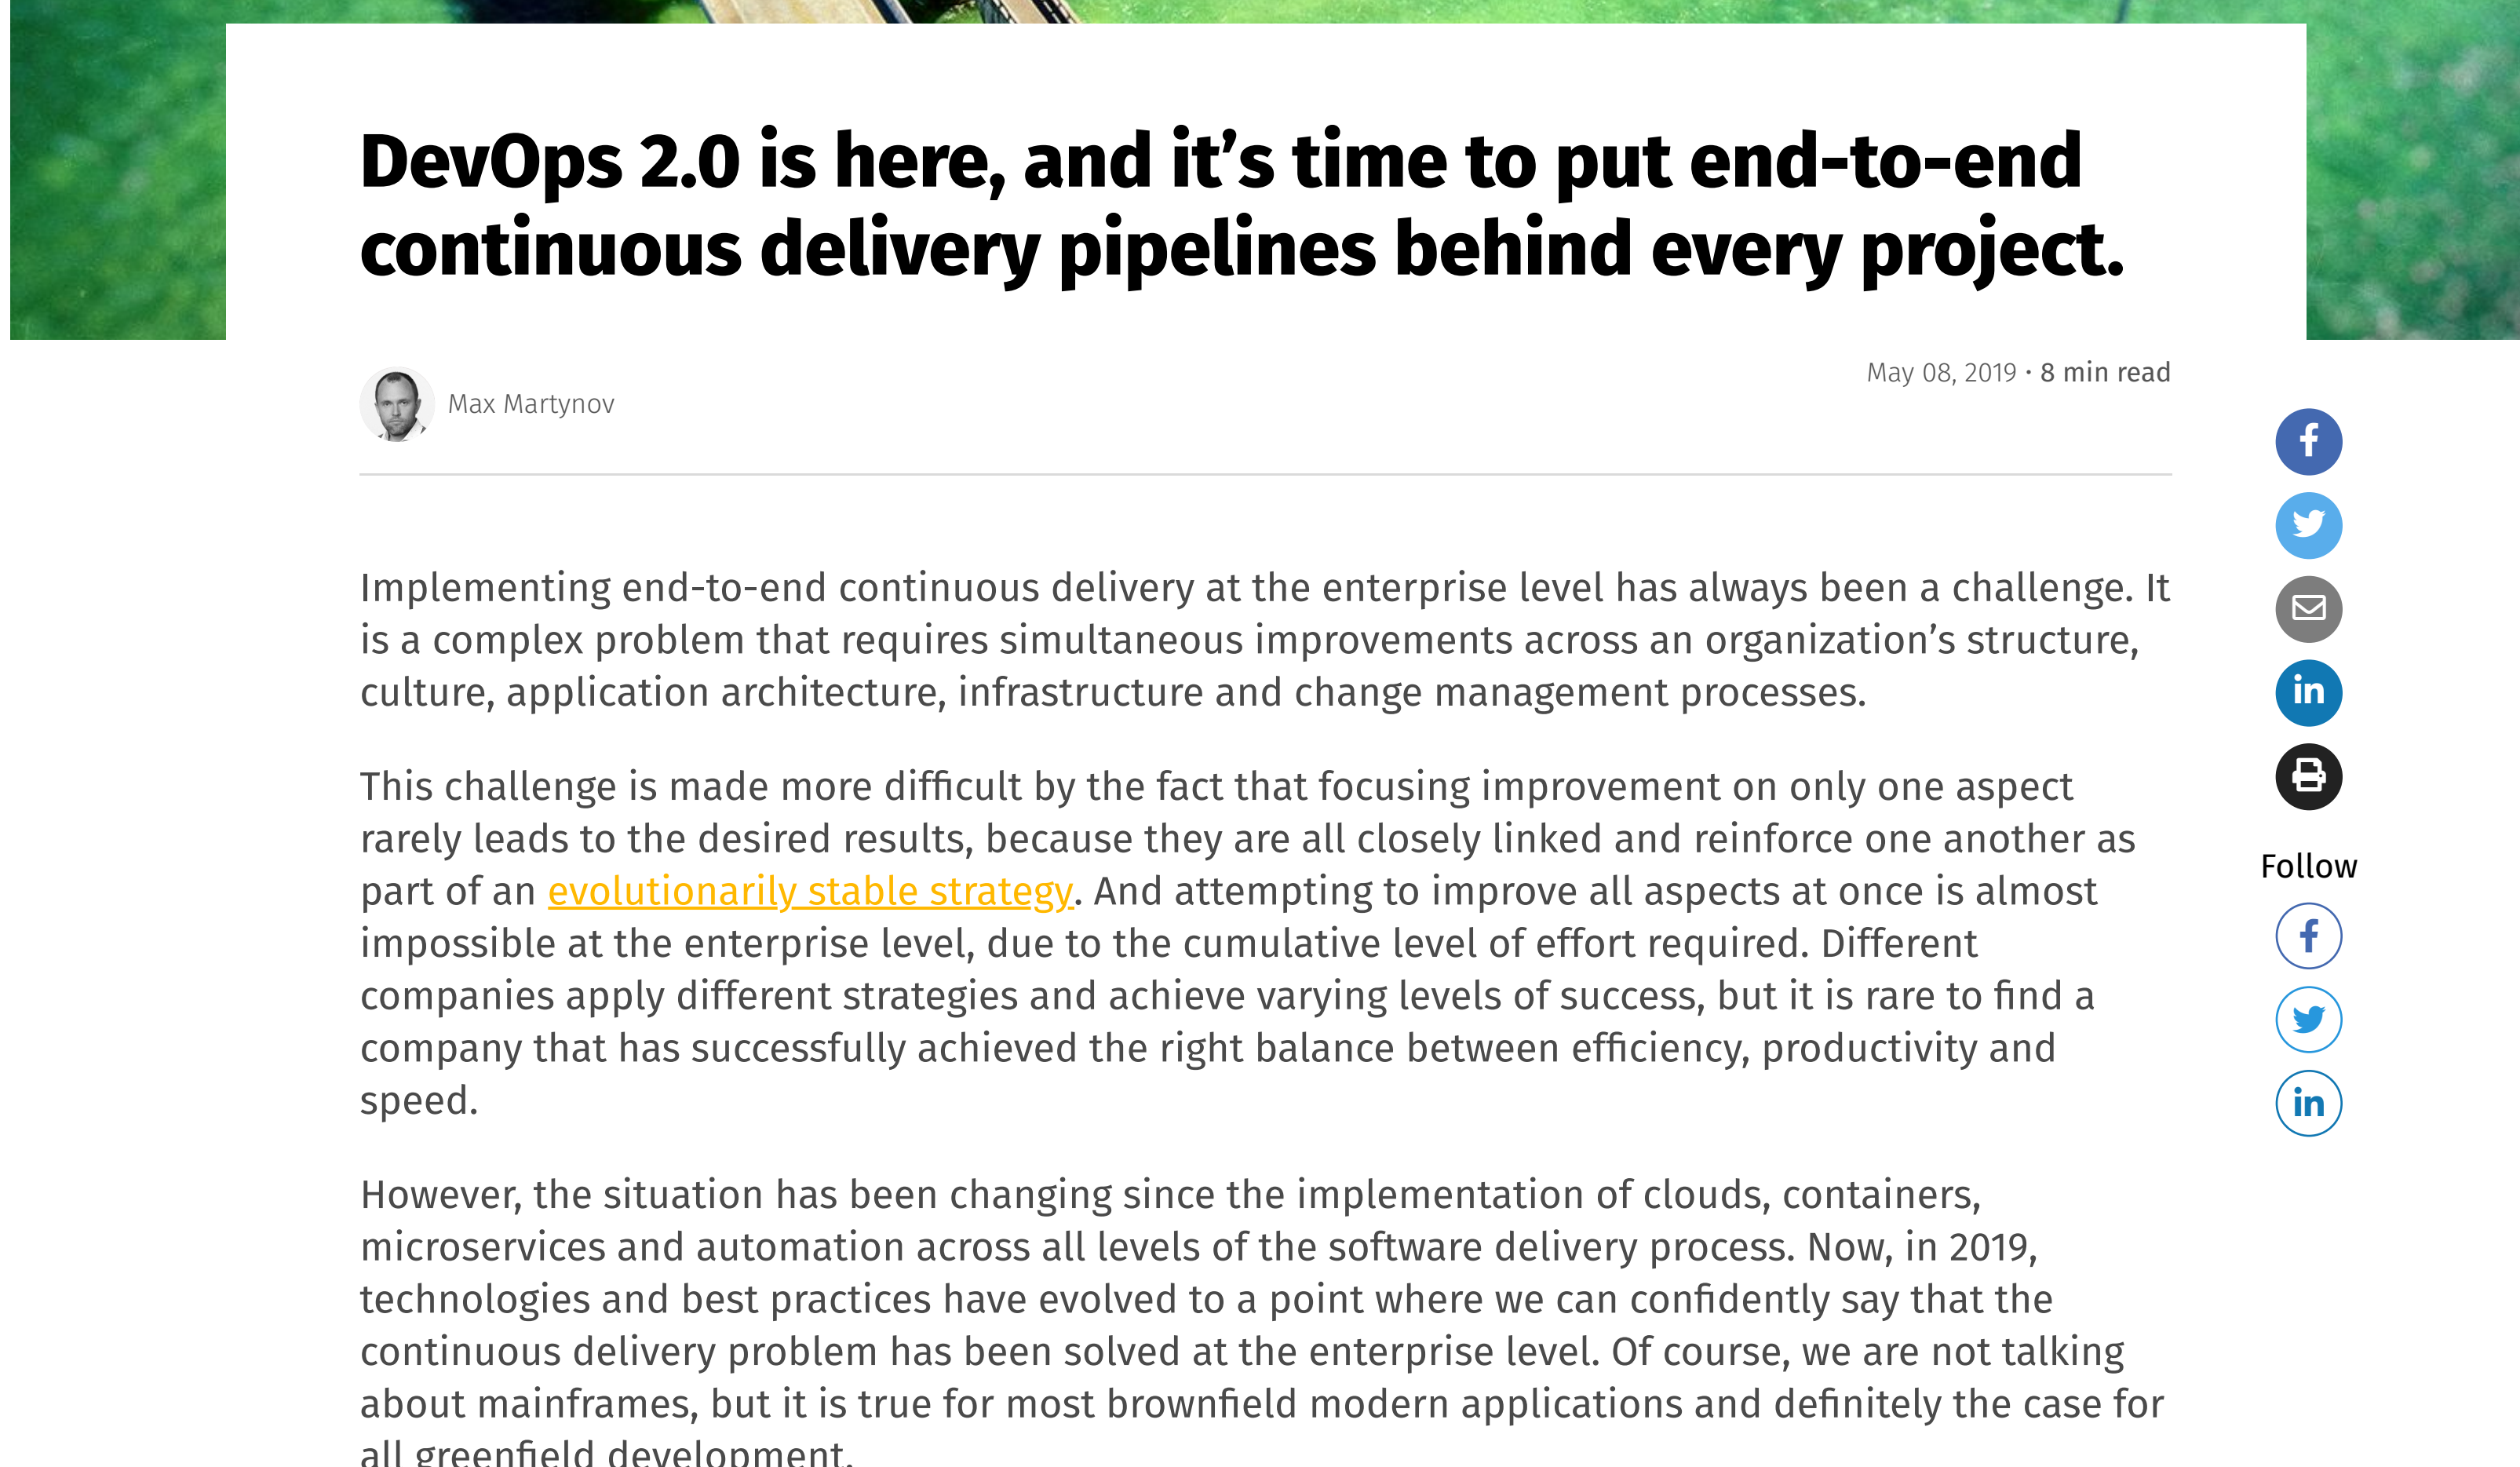 DevOps 2.0 is here, and it’s time to put end-to-end
continuous delivery pipelines behind every project.
Max Martynov
May 08, 2019 · 8 min read
Implementing end-to-end continuous delivery at the enterprise level has always been a challenge. It
is a complex problem that requires simultaneous improvements across an organization’s structure,
culture, application architecture, infrastructure and change management processes.
This challenge is made more difficult by the fact that focusing improvement on only one aspect
rarely leads to the desired results, because they are all closely linked and reinforce one another as
part of an evolutionarily stable strategy. And attempting to improve all aspects at once is almost
impossible at the enterprise level, due to the cumulative level of effort required. Different
companies apply different strategies and achieve varying levels of success, but it is rare to find a
company that has successfully achieved the right balance between efficiency, productivity and
speed.
However, the situation has been changing since the implementation of clouds, containers,
microservices and automation across all levels of the software delivery process. Now, in 2019,
technologies and best practices have evolved to a point where we can confidently say that the
continuous delivery problem has been solved at the enterprise level. Of course, we are not talking
about mainframes, but it is true for most brownfield modern applications and definitely the case for
all greenfield development.
Follow